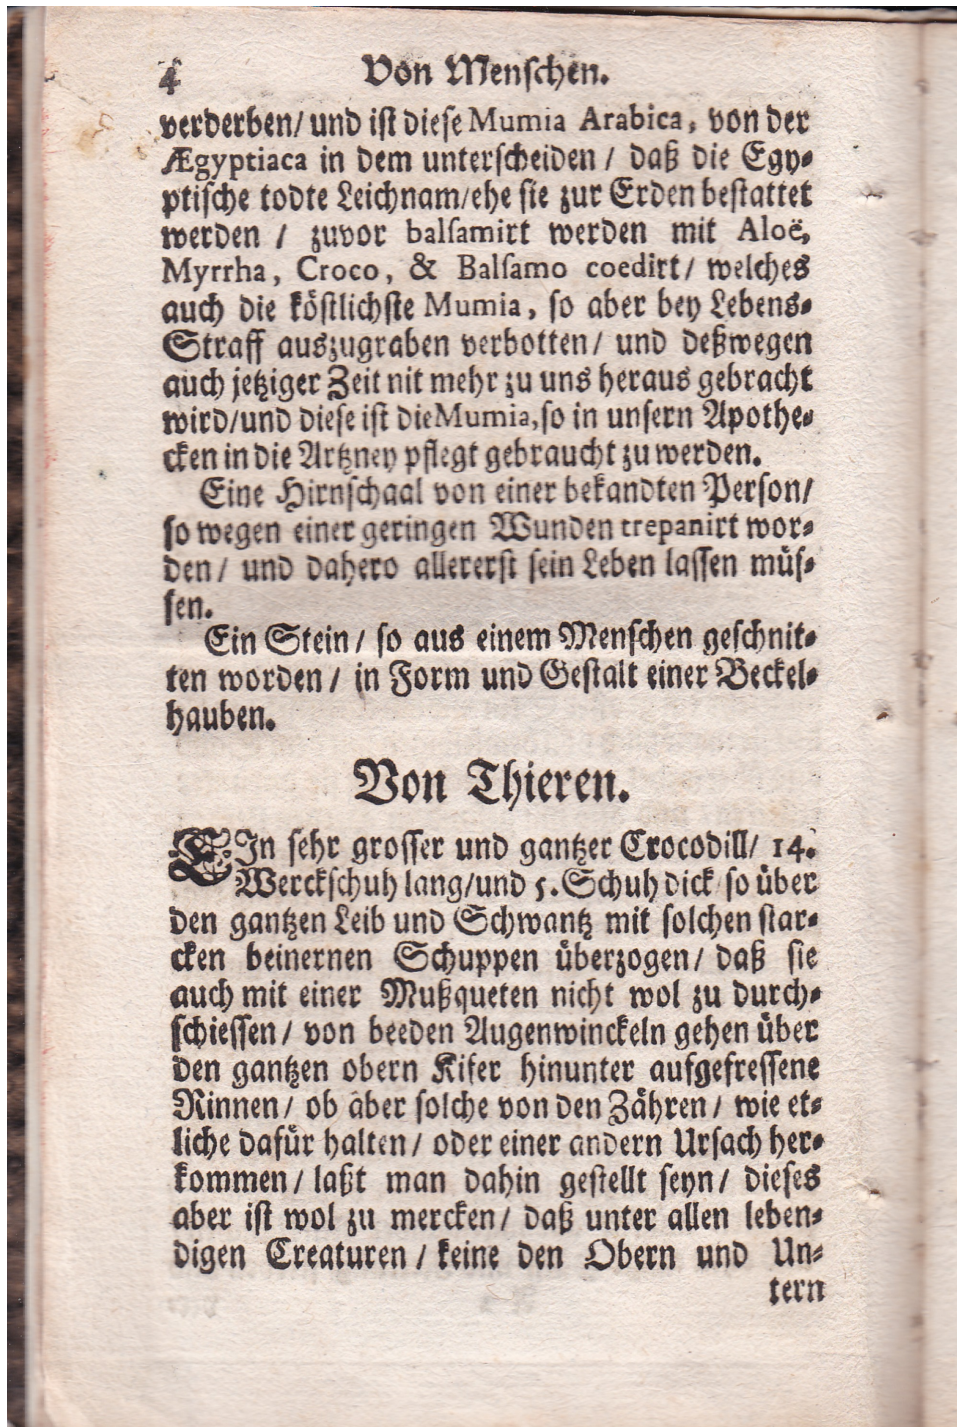 4 Von Menschen.
verderben/ und ist diese Mumia Arabica, von der
Ægyptiaca in dem unterscheiden / daß die Egy-
ptische todte Leichnam/ehe sie zur Erden bestattet
werden / zuvor balsamirt werden mit Aloë,
Myrrha, Croco, & Balsamo coedirt/ welches
auch die köstlichste Mumia, so aber bey Lebens-
Straff auszugraben verbotten/ und deßwegen
auch jetziger Zeit nit mehr zu uns heraus gebracht
wird/und diese ist die Mumia,so in unsern Apothe-
cken in die Artzney pflegt gebraucht zu werden.
Eine Hirnschaal von einer bekandten Person/
so wegen einer geringen Wunden trepanirt wor-
den/ und dahero allererst sein Leben lassen müs-
sen.
Ein Stein/ so aus einem Menschen geschnit-
ten worden/ in Form und Gestalt einer Beckel-
hauben.
Von Thieren.
EIn sehr grosser und gantzer Crocodill/ 14.
Werckschuh lang/und 5. Schuh dick so über
den gantzen Leib und Schwantz mit solchen star-
cken beinernen Schuppen überzogen/ daß sie
auch mit einer Mußqueten nicht wol zu durch-
schiessen/ von beeden Augenwinckeln gehen über
den gantzen obern Kifer hinunter aufgefressene
Rinnen/ ob aber solche von den Zähren/ wie et-
liche dafür halten/ oder einer andern Ursach her-
kommen/ laßt man dahin gestellt seyn/ dieses
aber ist wol zu mercken/ daß unter allen leben-
digen Creaturen / keine den Obern und Un-
tern